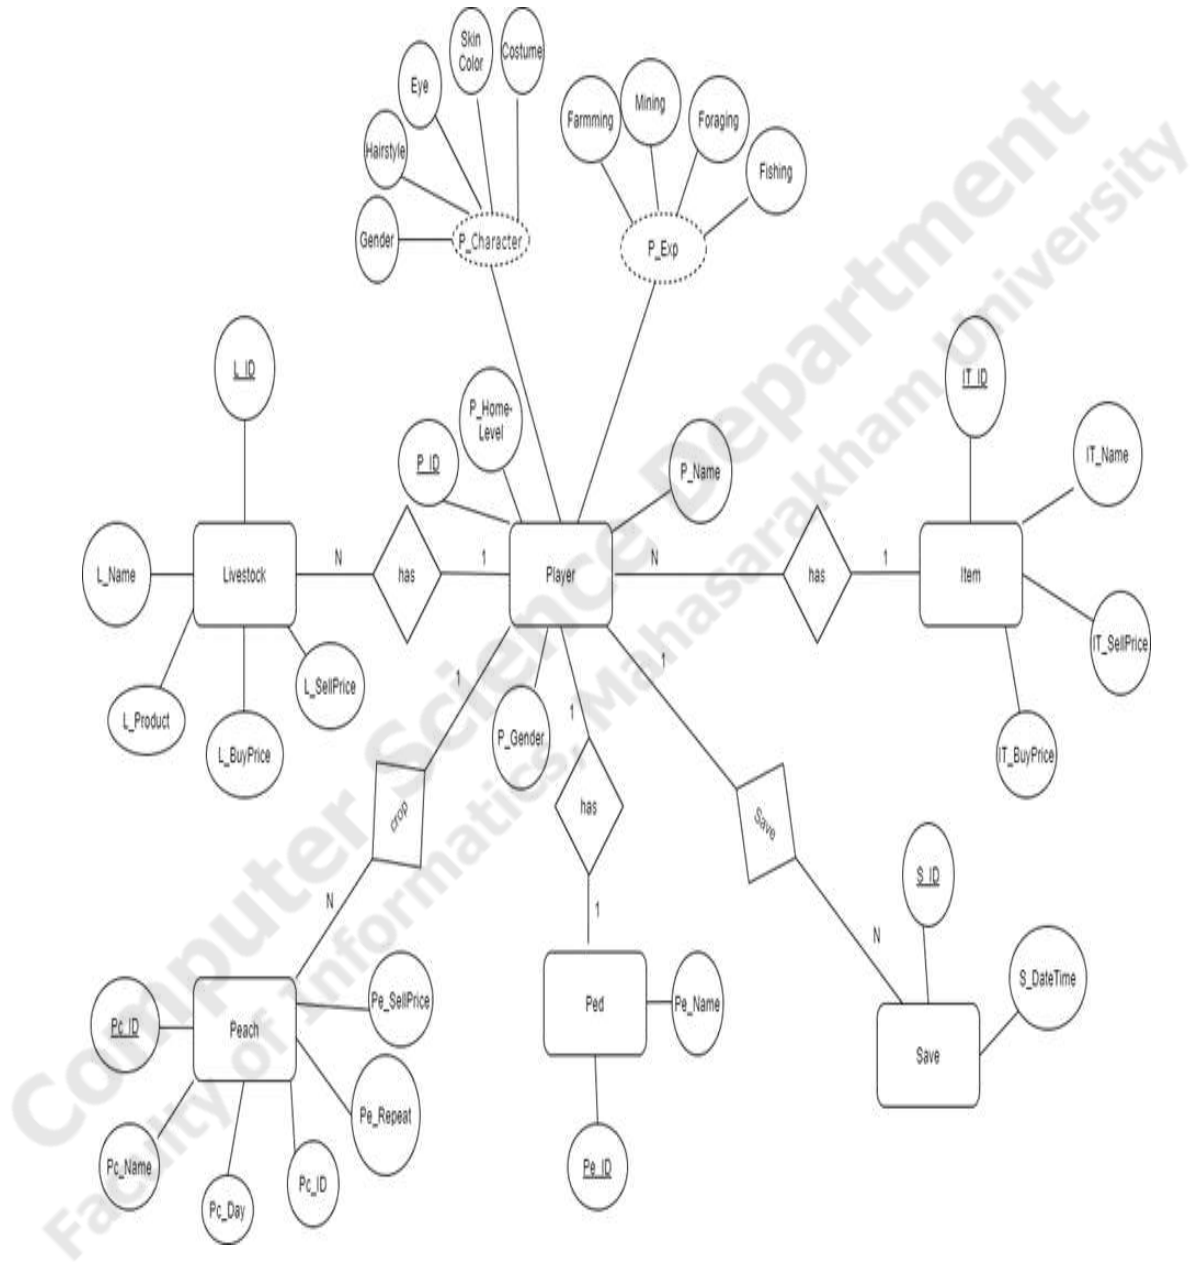 Skin
Color
Costume
Eye
Hairstyle
Gender
P_Character
Farmming
Mining
Foraging
Fishing
P_Exp
L_ID
P_Home-
Level
P_ID
P_Name
IT_ID
IT_Name
L_Name
Livestock
N
has
1
Player
N
has
1
Item
IT_SellPrice
L_SellPrice
L_Product
L_BuyPrice
1
P_Gender
1
1
IT_BuyPrice
crop
has
Save
S_ID
N
1
N
Pc_ID
Peach
Pe_SellPrice
Ped
Pe_Name
S_DateTime
Save
Pe_Repeat
Pc_Name
Pc_Day
Pc_ID
Pe_ID
Computer Science Department
Faculty of Informatics, Mahasarakham University